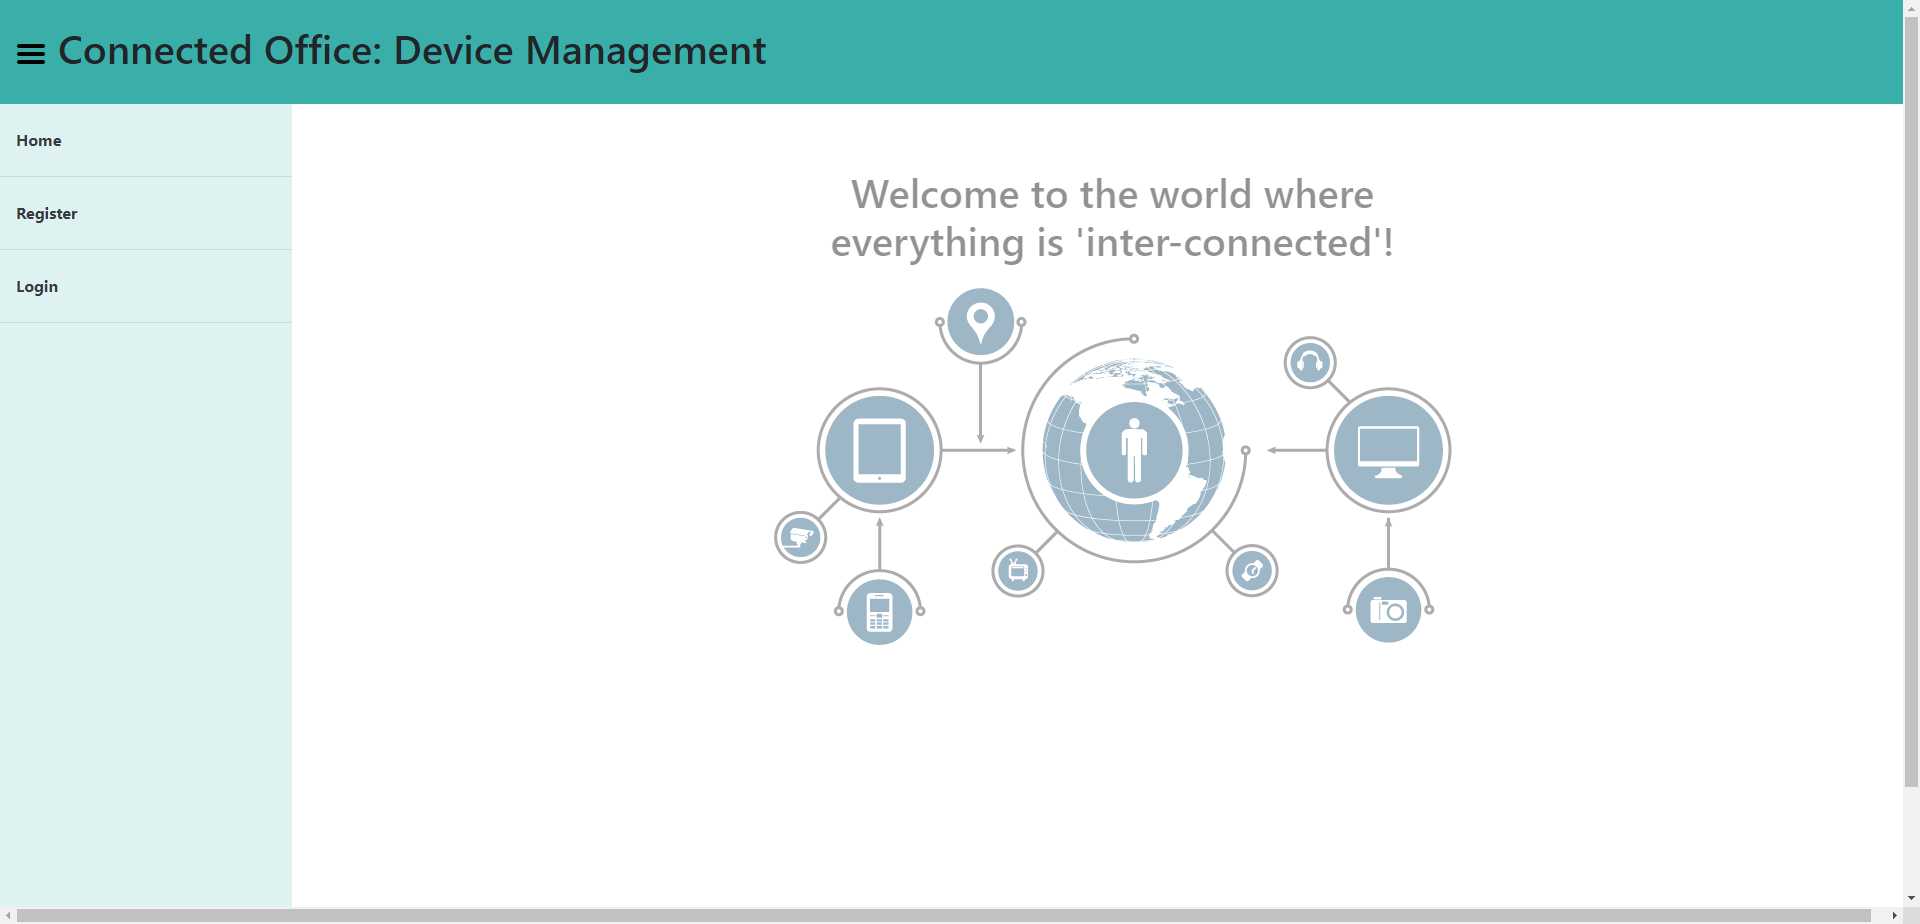 Connected Office: Device Management
Home
Register
Login
Welcome to the world where
everything is 'inter-connected'!